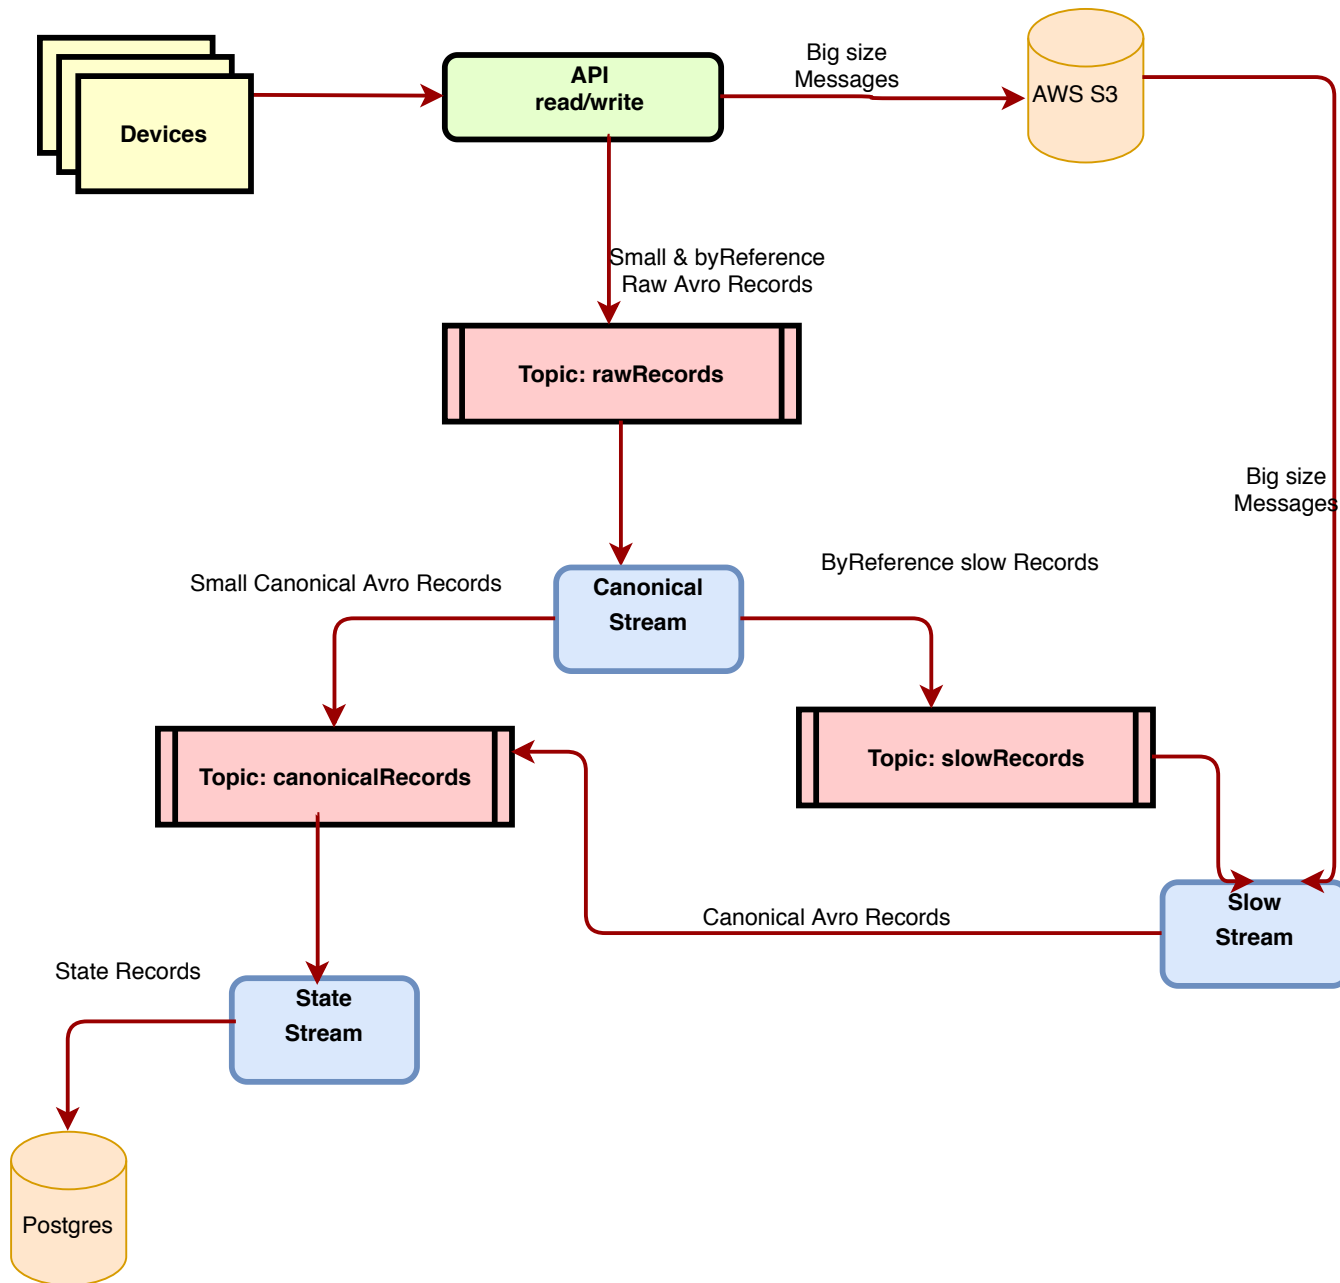 Devices
API
read/write
Big size
Messages
AWS S3
Small & byReference
Raw Avro Records
Topic: rawRecords
Big size
Messages
Small Canonical Avro Records
Canonical
Stream
ByReference slow Records
Topic: canonicalRecords
Topic: slowRecords
Canonical Avro Records
Slow
Stream
State Records
State
Stream
Postgres